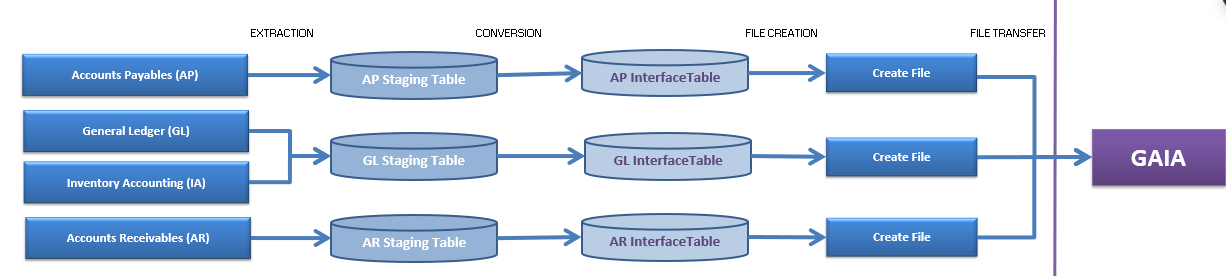 EXTRACTION
CONVERSION
FILE CREATION
FILE TRANSFER
Accounts Payables (AP)
AP Staging Table
AP InterfaceTable
Create File
General Ledger (GL)
Inventory Accounting (IA)
GL Staging Table
GL InterfaceTable
Create File
GAIA
Accounts Receivables (AR)
AR Staging Table
AR InterfaceTable
Create File